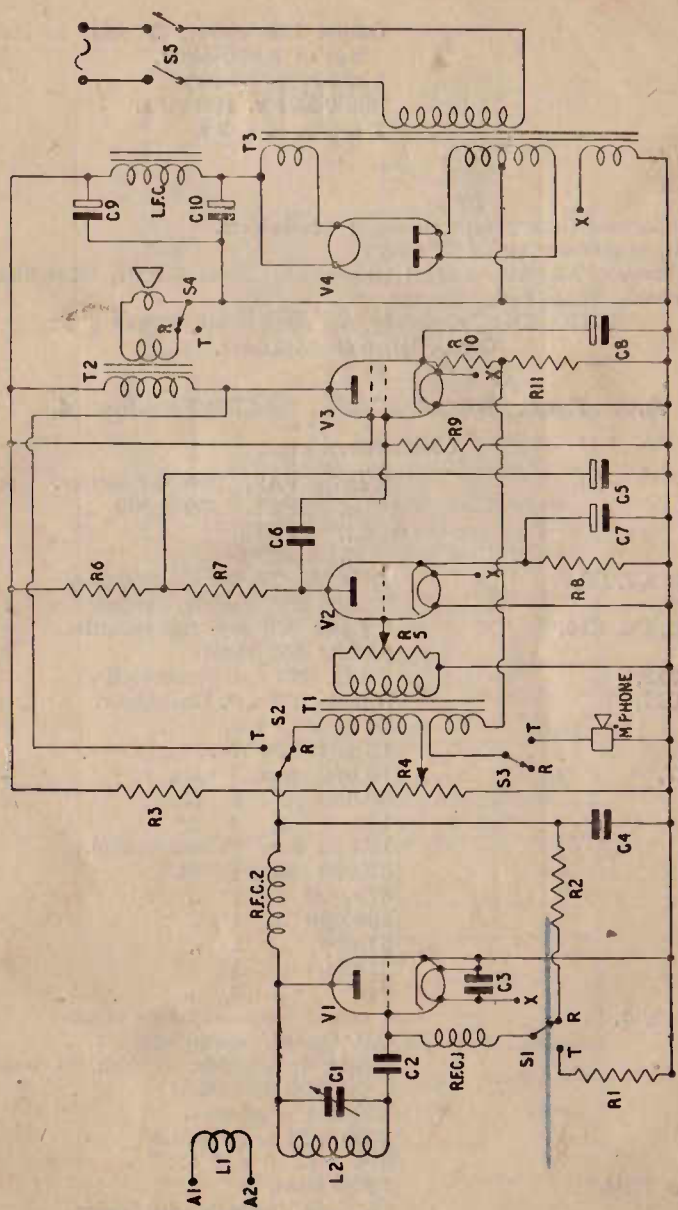 A1
L1
A2
L2
C1
C2
R.F.C.2
V1
C3
X
R.F.C.1
S1
T
R
R1
R2
C4
R3
R4
S2
T
R
T1
S3
T
R
M'PHONE
R5
R6
R7
C6
V2
X
R8
C7
C5
T2
R
S4
T
V3
R9
X
R10
R11
C8
C9
L.F.C.
C10
V4
T3
X
S5